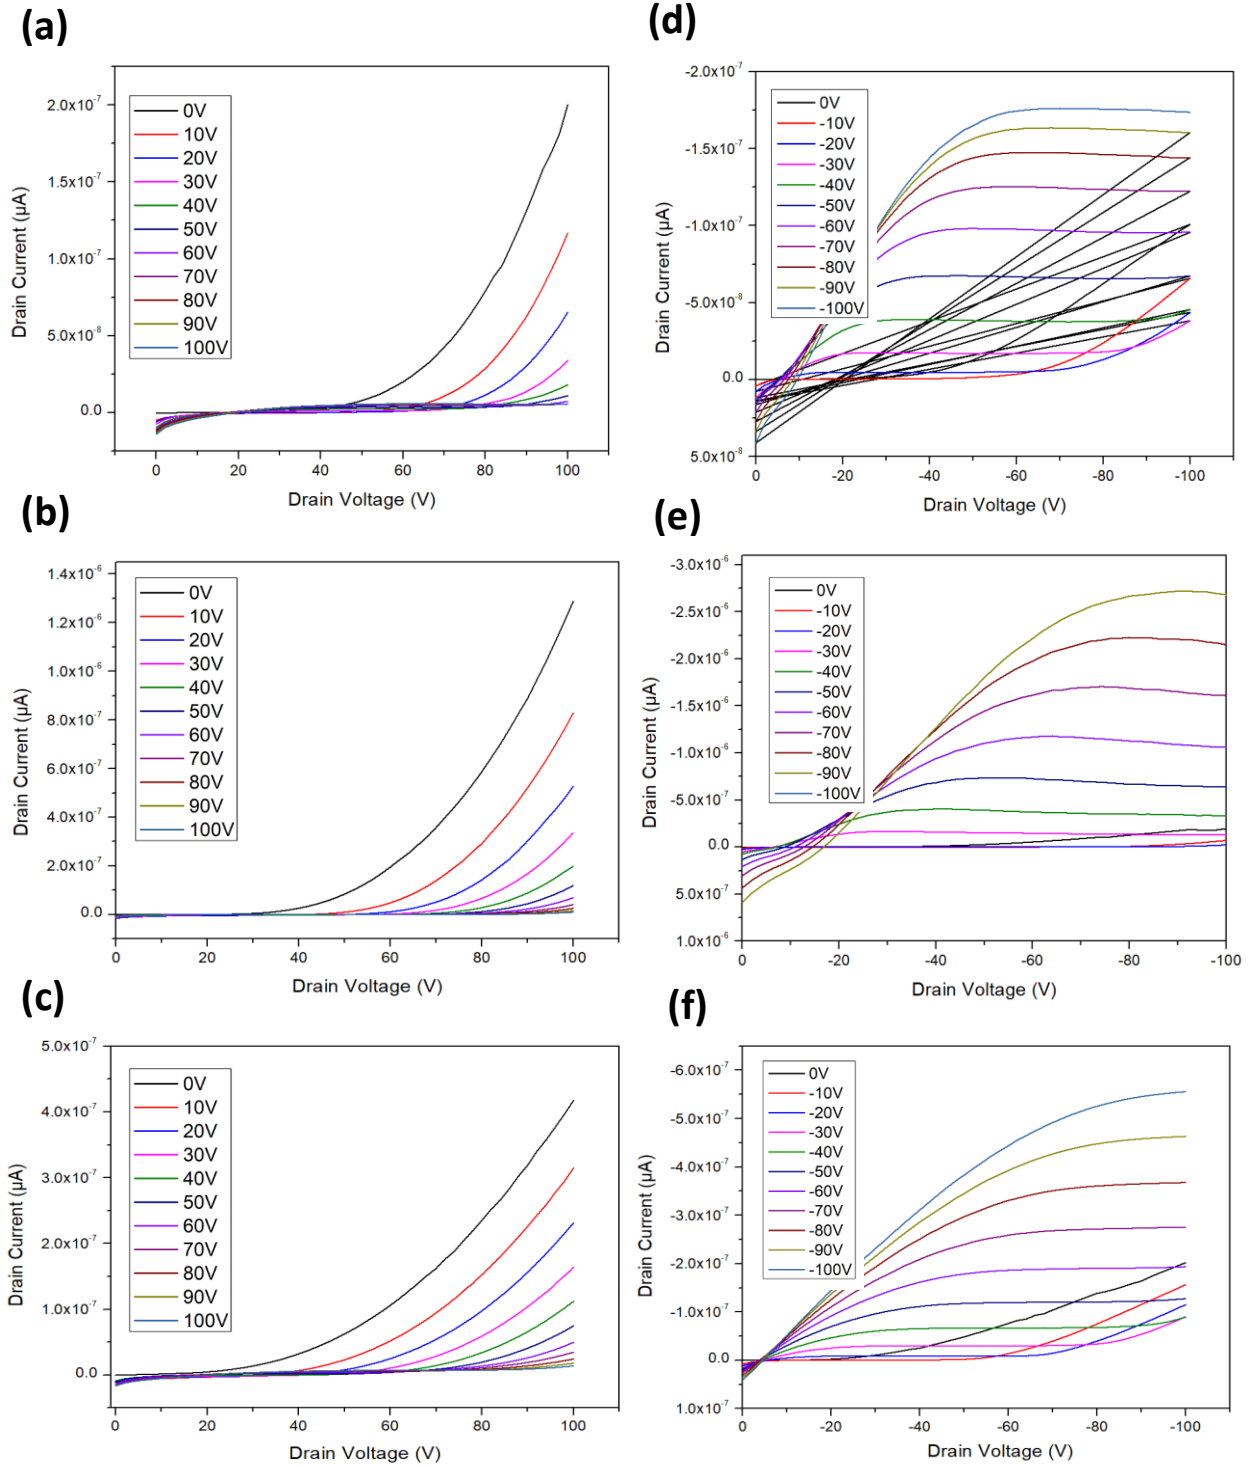 (a)
2.0x10⁻⁷
1.5x10⁻⁷
1.0x10⁻⁷
5.0x10⁻⁸
0.0
Drain Current (μA)
0V
10V
20V
30V
40V
50V
60V
70V
80V
90V
100V
0 20 40 60 80 100
Drain Voltage (V)
(d)
-2.0x10⁻⁷
-1.5x10⁻⁷
-1.0x10⁻⁷
-5.0x10⁻⁸
0.0
5.0x10⁻⁸
Drain Current (μA)
0V
-10V
-20V
-30V
-40V
-50V
-60V
-70V
-80V
-90V
-100V
0 -20 -40 -60 -80 -100
Drain Voltage (V)
(b)
1.4x10⁻⁶
1.2x10⁻⁶
1.0x10⁻⁶
8.0x10⁻⁷
6.0x10⁻⁷
4.0x10⁻⁷
2.0x10⁻⁷
0.0
Drain Current (μA)
0V
10V
20V
30V
40V
50V
60V
70V
80V
90V
100V
0 20 40 60 80 100
Drain Voltage (V)
(e)
-3.0x10⁻⁶
-2.5x10⁻⁶
-2.0x10⁻⁶
-1.5x10⁻⁶
-1.0x10⁻⁶
-5.0x10⁻⁷
0.0
5.0x10⁻⁷
1.0x10⁻⁶
Drain Current (μA)
0V
-10V
-20V
-30V
-40V
-50V
-60V
-70V
-80V
-90V
-100V
0 -20 -40 -60 -80 -100
Drain Voltage (V)
(c)
5.0x10⁻⁷
4.0x10⁻⁷
3.0x10⁻⁷
2.0x10⁻⁷
1.0x10⁻⁷
0.0
Drain Current (μA)
0V
10V
20V
30V
40V
50V
60V
70V
80V
90V
100V
0 20 40 60 80 100
Drain Voltage (V)
(f)
-6.0x10⁻⁷
-5.0x10⁻⁷
-4.0x10⁻⁷
-3.0x10⁻⁷
-2.0x10⁻⁷
-1.0x10⁻⁷
0.0
1.0x10⁻⁷
Drain Current (μA)
0V
-10V
-20V
-30V
-40V
-50V
-60V
-70V
-80V
-90V
-100V
0 -20 -40 -60 -80 -100
Drain Voltage (V)